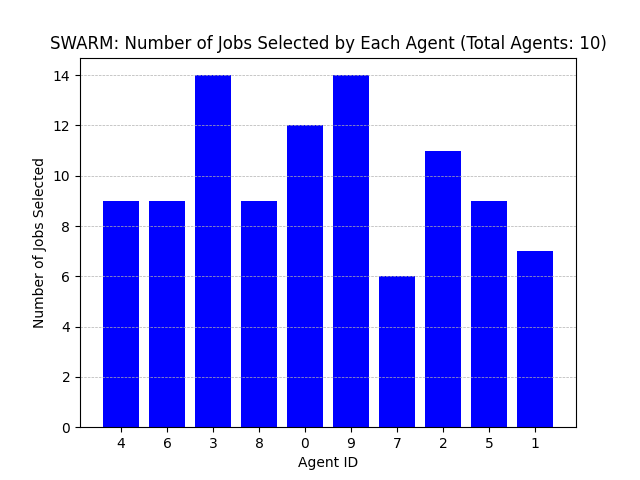 SWARM: Number of Jobs Selected by Each Agent (Total Agents: 10)
14
12
10
8
6
4
2
0
Number of Jobs Selected
4 6 3 8 0 9 7 2 5 1
Agent ID